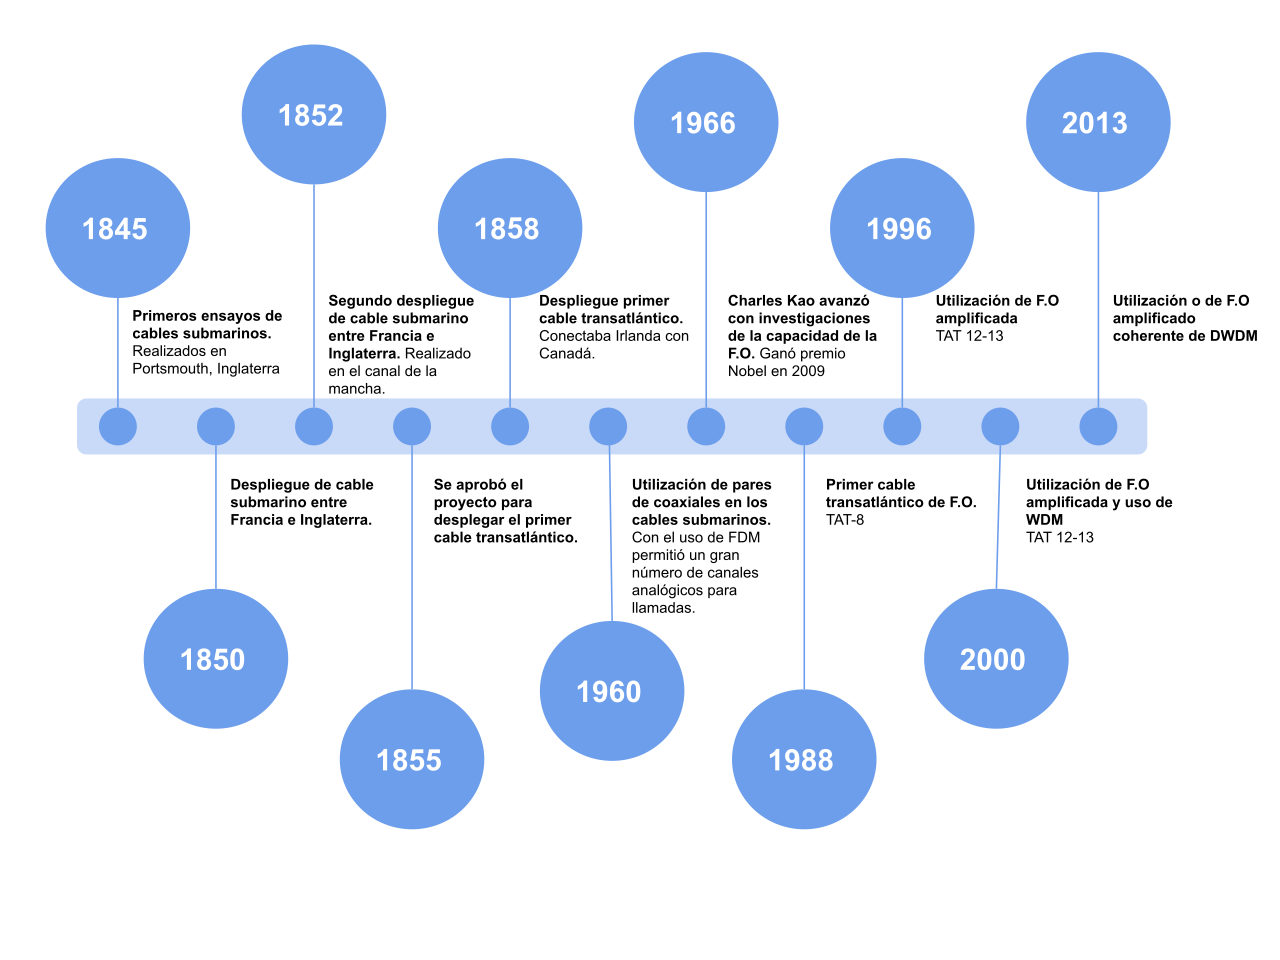 1845
Primeros ensayos de
cables submarinos.
Realizados en
Portsmouth, Inglaterra
1850
Despliegue de cable
submarino entre
Francia e Inglaterra.
1852
Segundo despliegue
de cable submarino
entre Francia e
Inglaterra. Realizado
en el canal de la
mancha.
1855
Se aprobó el
proyecto para
desplegar el primer
cable transatlántico.
1858
Despliegue primer
cable transatlántico.
Conectaba Irlanda con
Canadá.
1960
Utilización de pares
de coaxiales en los
cables submarinos.
Con el uso de FDM
permitió un gran
número de canales
analógicos para
llamadas.
1966
Charles Kao avanzó
con investigaciones
de la capacidad de la
F.O. Ganó premio
Nobel en 2009
1988
Primer cable
transatlántico de F.O.
TAT-8
1996
Utilización de F.O
amplificada
TAT 12-13
2000
Utilización de F.O
amplificada y uso de
WDM
TAT 12-13
2013
Utilización o de F.O
amplificado
coherente de DWDM